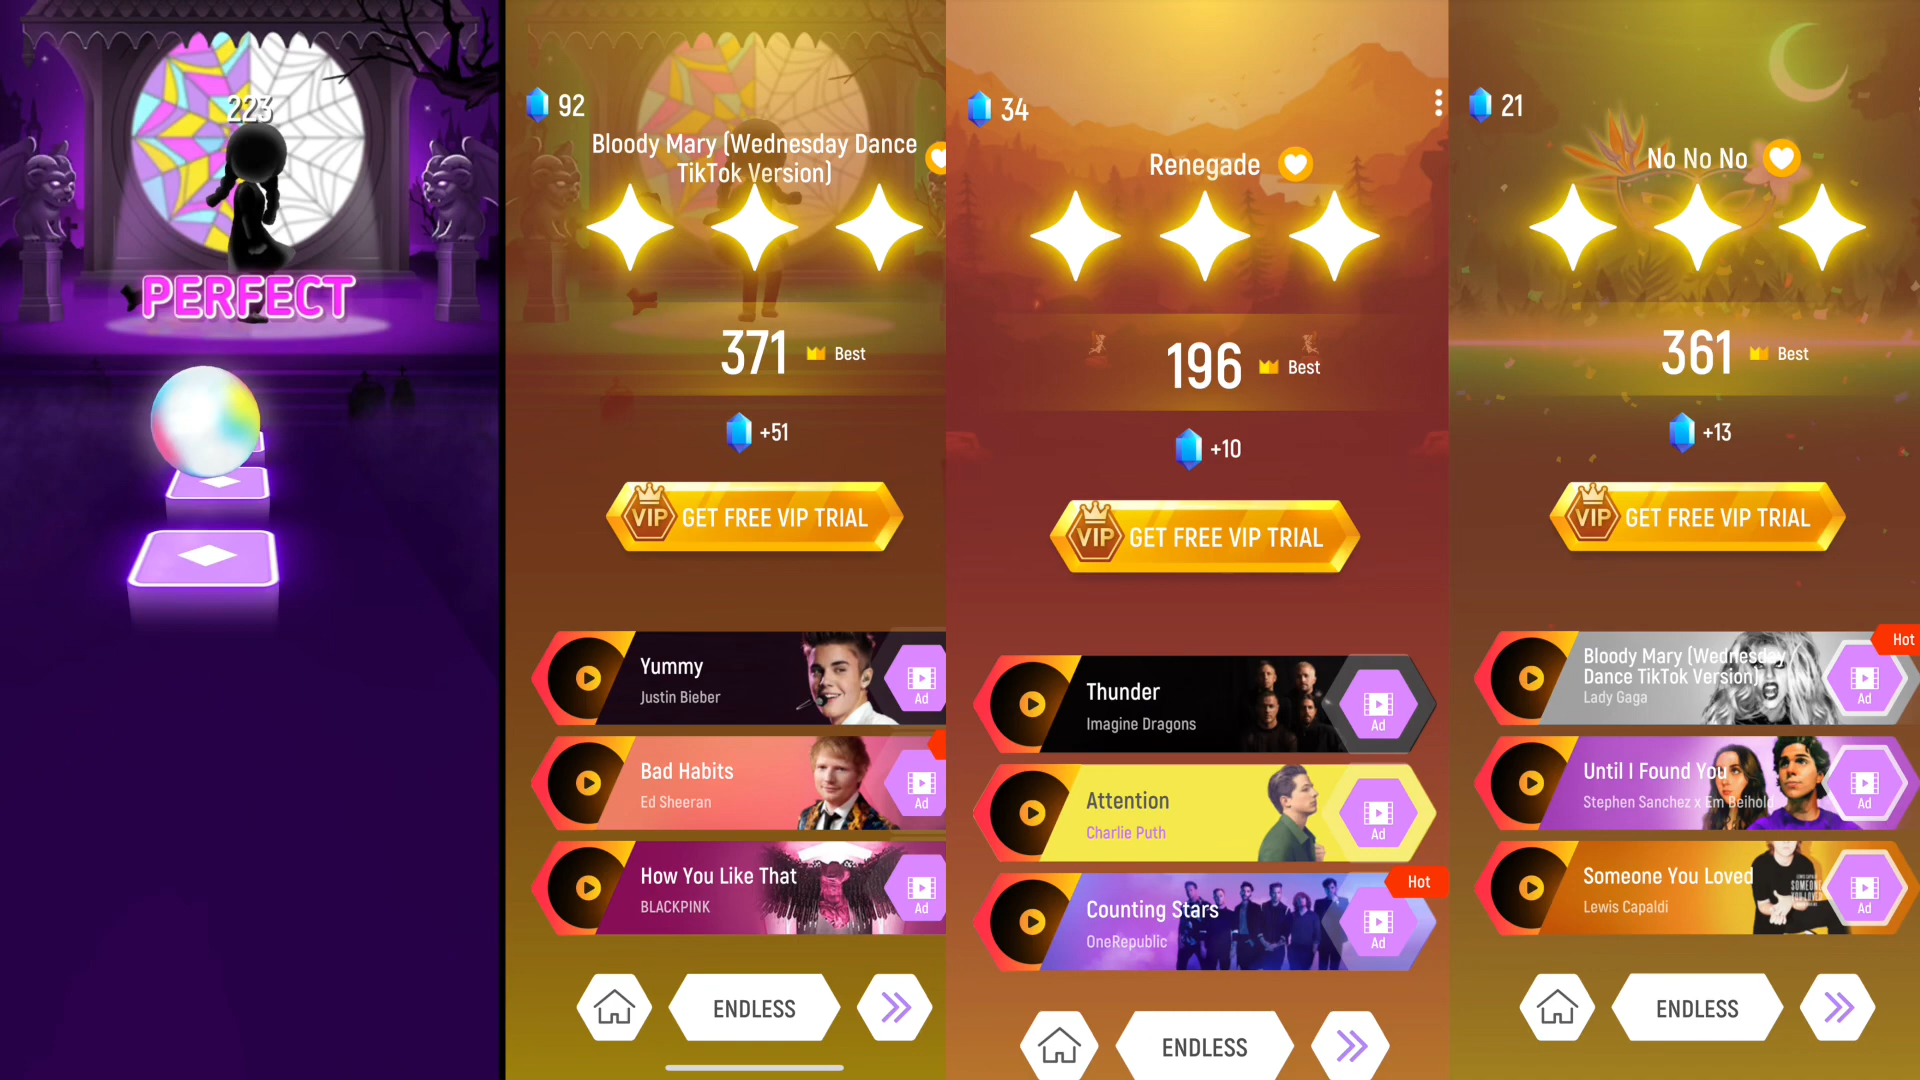 223
PERFECT
92
Bloody Mary (Wednesday Dance
TikTok Version)
371
Best
+51
VIP GET FREE VIP TRIAL
Yummy
Justin Bieber
Ad
Bad Habits
Ed Sheeran
Ad
How You Like That
BLACKPINK
Ad
ENDLESS
34
Renegade
196
Best
+10
VIP GET FREE VIP TRIAL
Thunder
Imagine Dragons
Ad
Attention
Charlie Puth
Ad
Hot
Counting Stars
OneRepublic
Ad
ENDLESS
21
No No No
361
Best
+13
VIP GET FREE VIP TRIAL
Hot
Bloody Mary (Wednesday
Dance TikTok Version)
Lady Gaga
Ad
Until I Found You
Stephen Sanchez x Em Beihold
Ad
Someone You Loved
Lewis Capaldi
Ad
ENDLESS